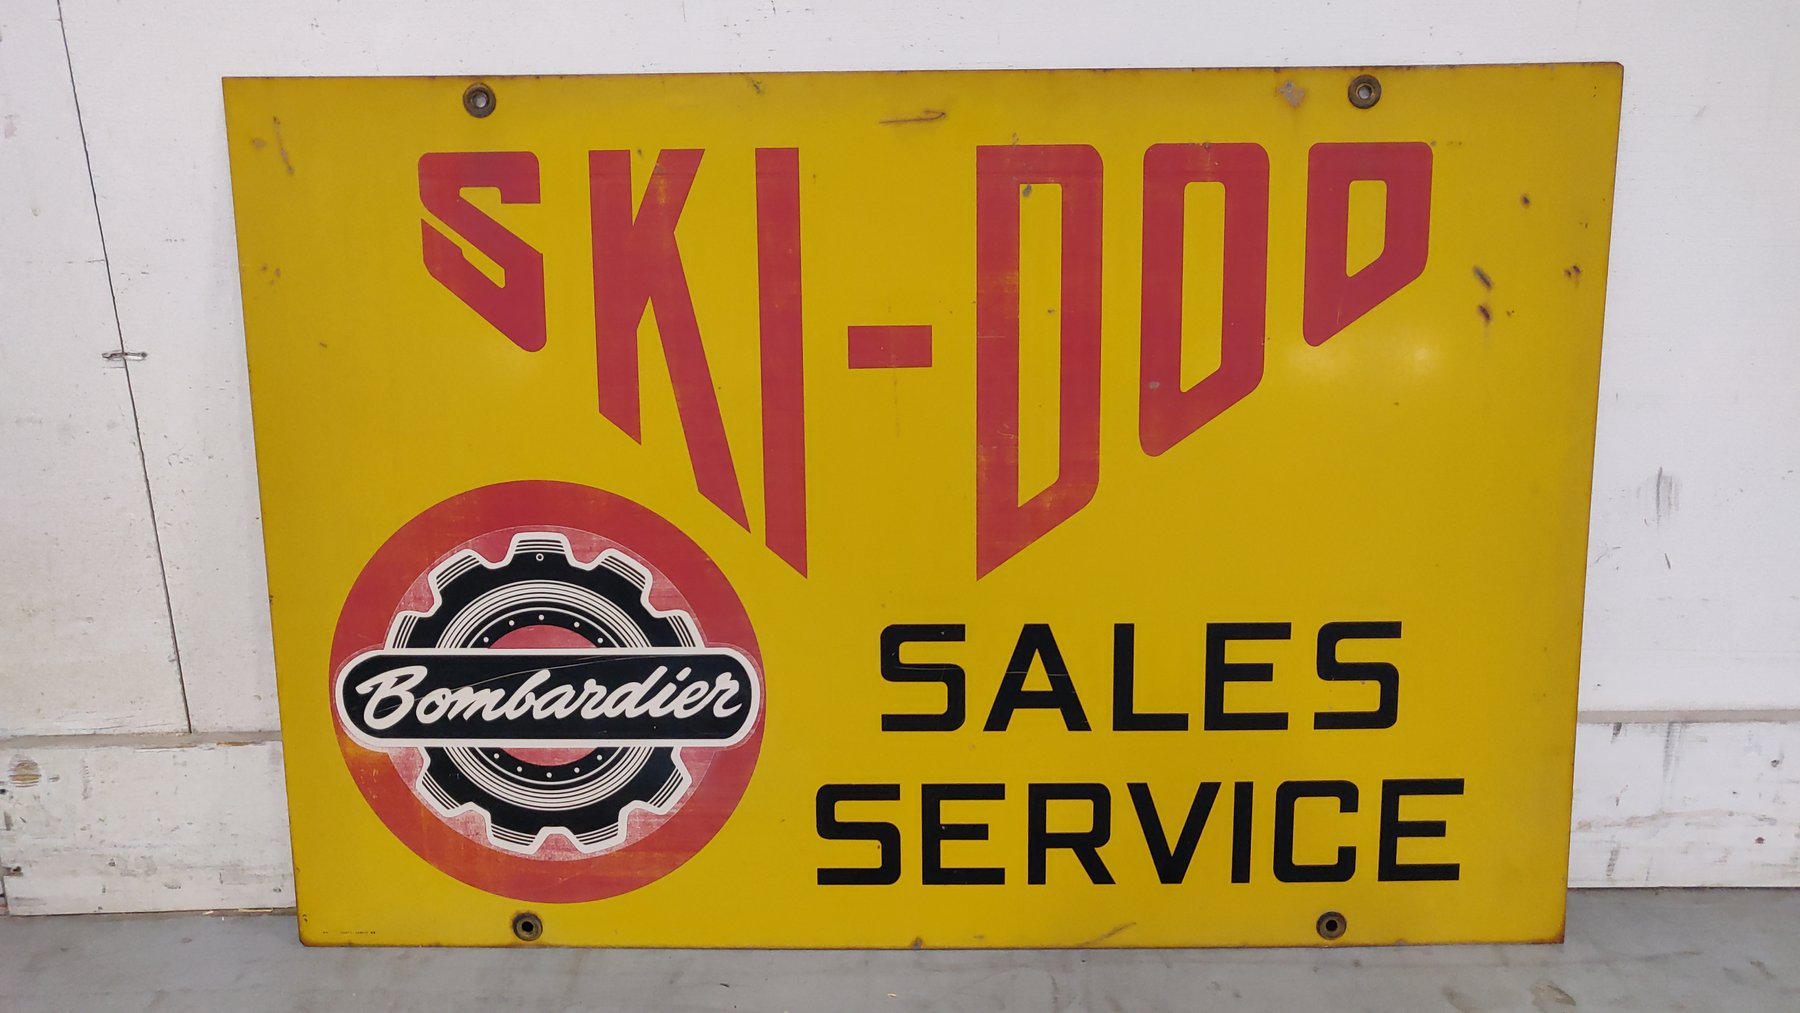 SKI-DOO
Bombardier
SALES
SERVICE